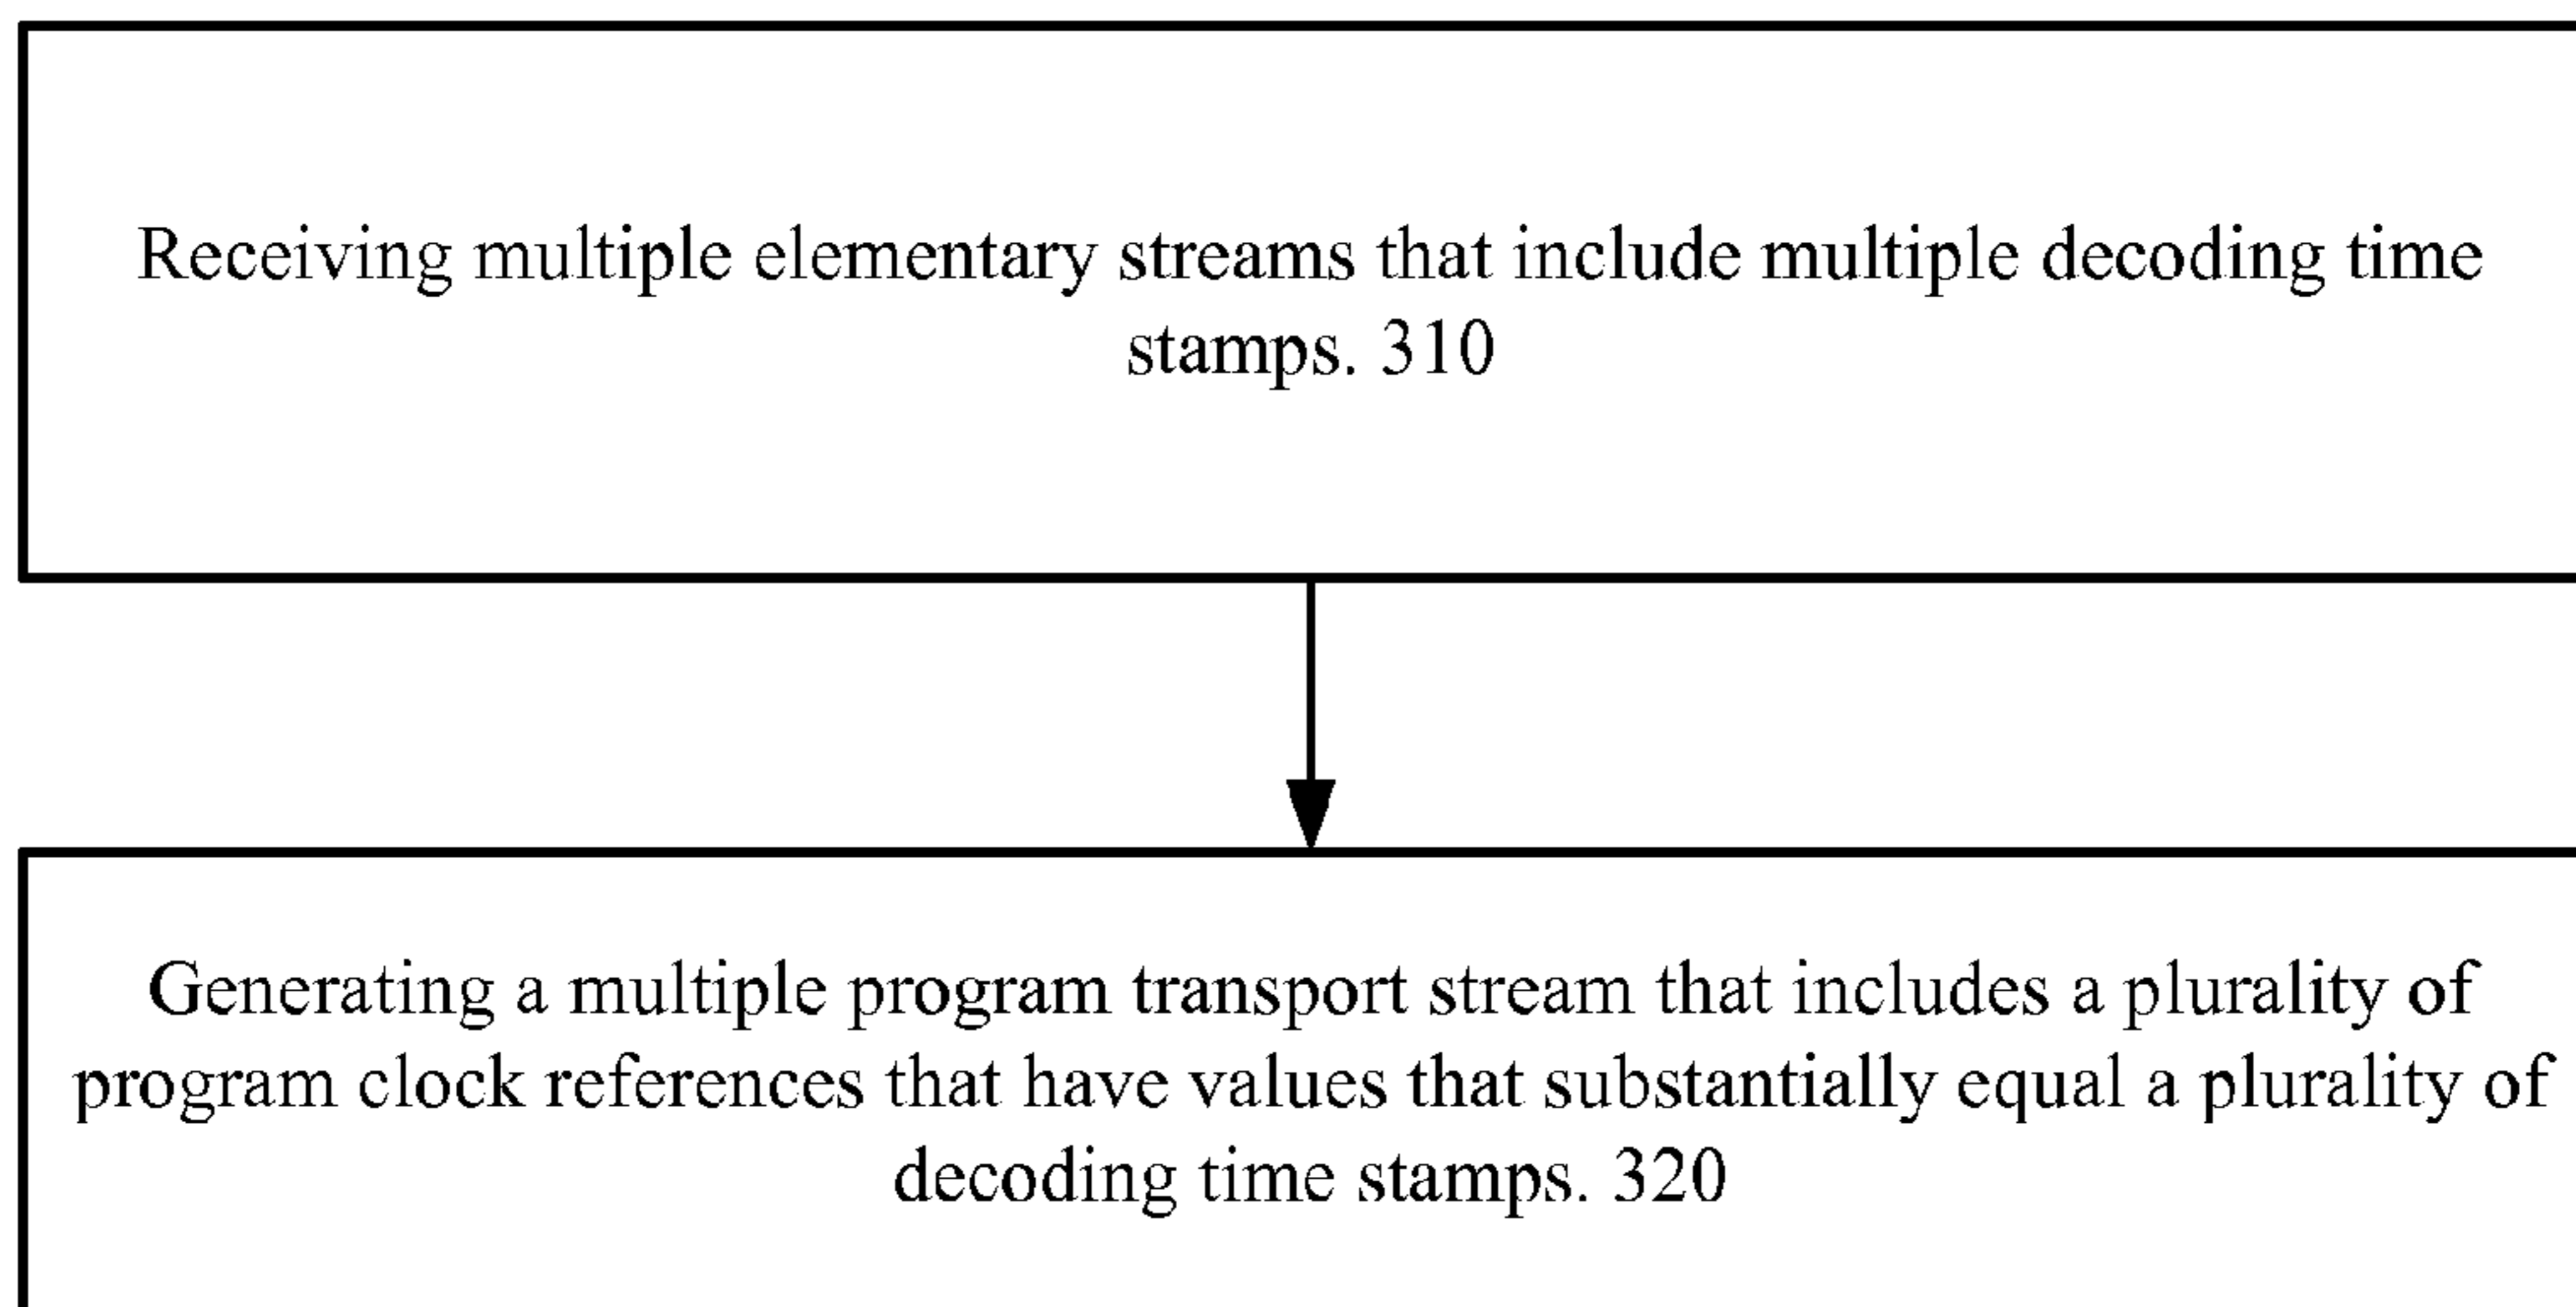 Receiving multiple elementary streams that include multiple decoding time
stamps. 310
Generating a multiple program transport stream that includes a plurality of
program clock references that have values that substantially equal a plurality of
decoding time stamps. 320